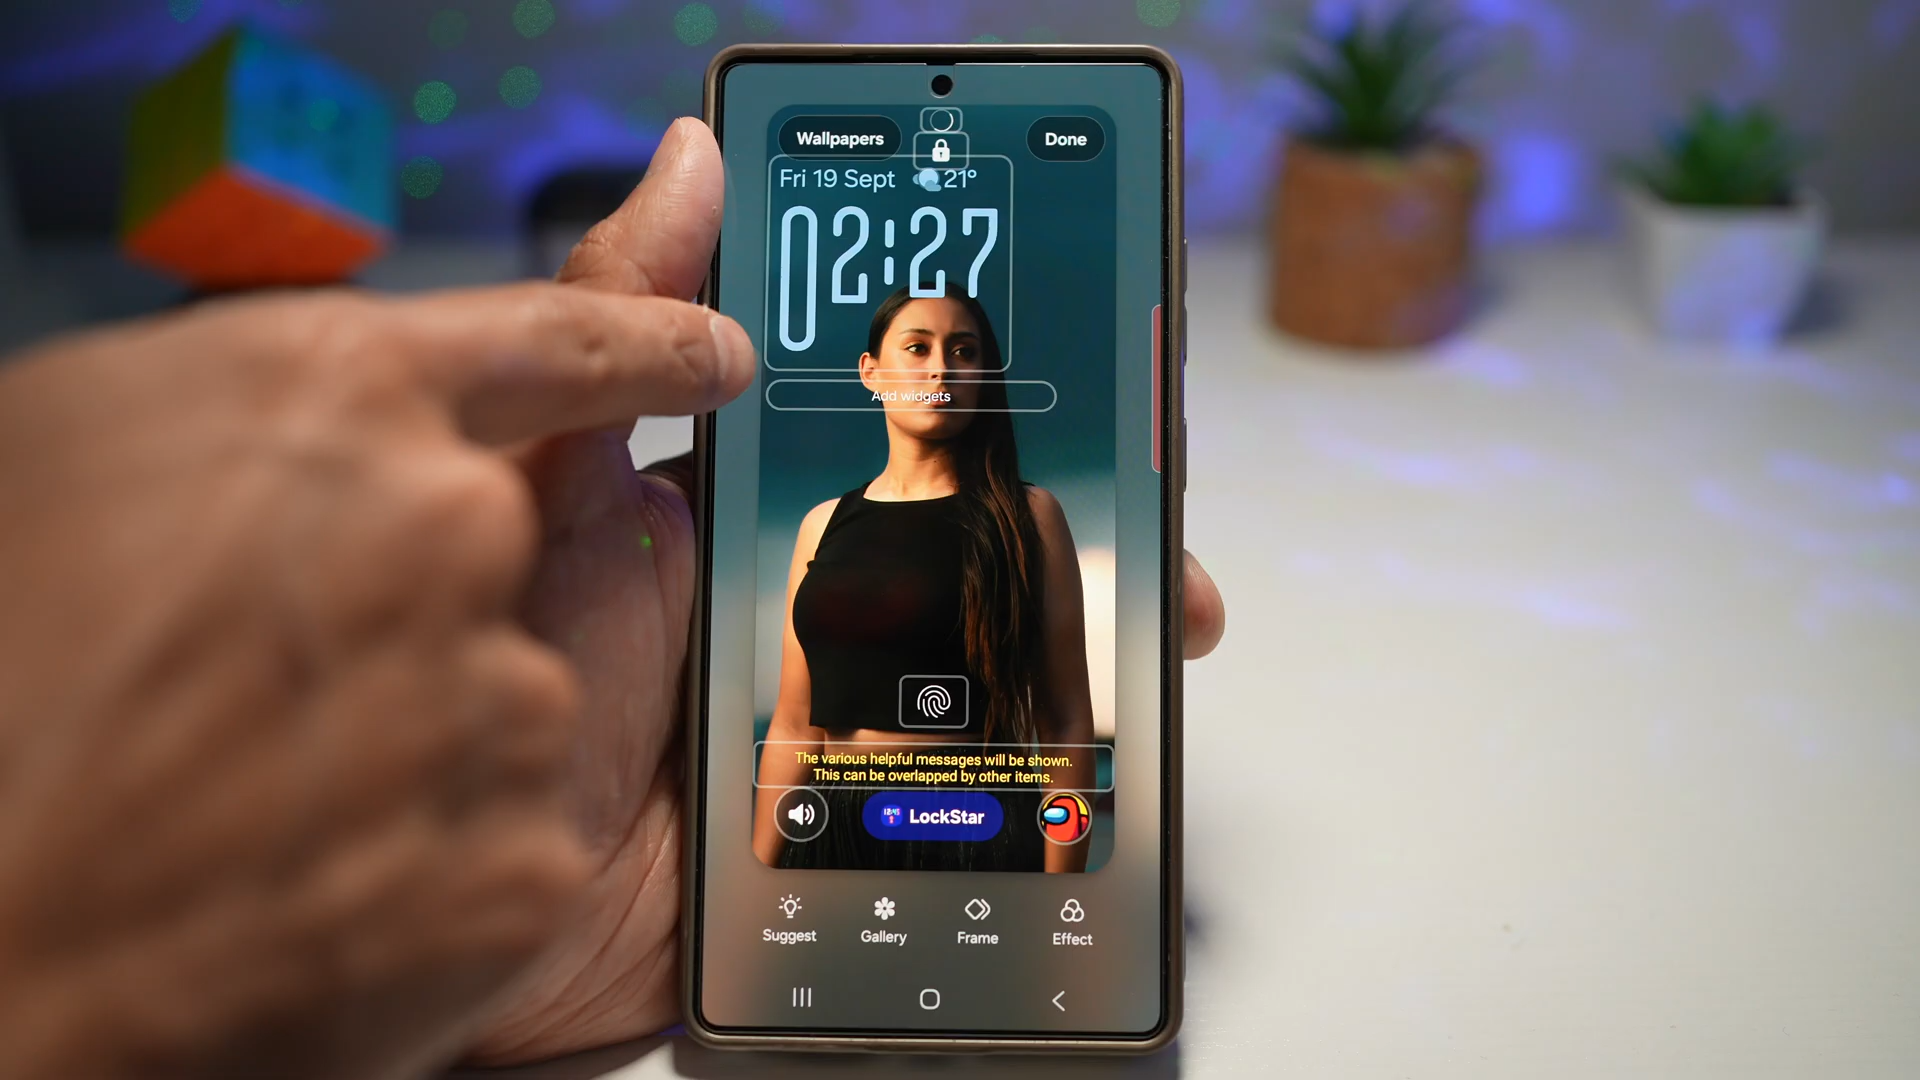 Wallpapers
Done
Fri 19 Sept 21°
02:27
Add widgets
The various helpful messages will be shown.
This can be overlapped by other items.
LockStar
Suggest
Gallery
Frame
Effect